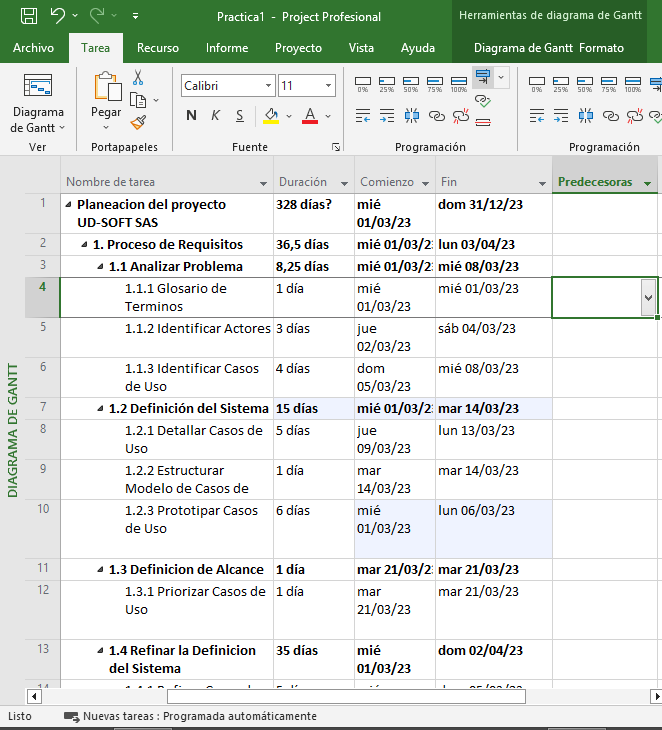 Practica1 - Project Profesional
Herramientas de diagrama de Gantt
Archivo Tarea Recurso Informe Proyecto Vista Ayuda Diagrama de Gantt Formato
Diagrama de Gantt
Ver
Pegar
Portapapeles
Calibri 11
N K S A
Fuente
0% 25% 50% 75% 100%
Programación
0% 25% 50% 75% 100%
Programación
Nombre de tarea Duración Comienzo Fin Predecesoras
1 Planeacion del proyecto UD-SOFT SAS 328 días? mié 01/03/23 dom 31/12/23
2 1. Proceso de Requisitos 36,5 días mié 01/03/2 lun 03/04/23
3 1.1 Analizar Problema 8,25 días mié 01/03/2 mié 08/03/23
4 1.1.1 Glosario de Terminos 1 día mié 01/03/23 mié 01/03/23
5 1.1.2 Identificar Actores 3 días jue 02/03/23 sáb 04/03/23
6 1.1.3 Identificar Casos de Uso 4 días dom 05/03/23 mié 08/03/23
7 1.2 Definición del Sistema 15 días mié 01/03/2 mar 14/03/23
8 1.2.1 Detallar Casos de Uso 5 días jue 09/03/23 lun 13/03/23
9 1.2.2 Estructurar Modelo de Casos de 1 día mar 14/03/23 mar 14/03/23
10 1.2.3 Prototipar Casos de Uso 6 días mié 01/03/23 lun 06/03/23
11 1.3 Definicion de Alcance 1 día mar 21/03/2 mar 21/03/23
12 1.3.1 Priorizar Casos de Uso 1 día mar 21/03/23 mar 21/03/23
13 1.4 Refinar la Definicion del Sistema 35 días mié 01/03/23 dom 02/04/23
DIAGRAMA DE GANTT
Listo Nuevas tareas : Programada automáticamente